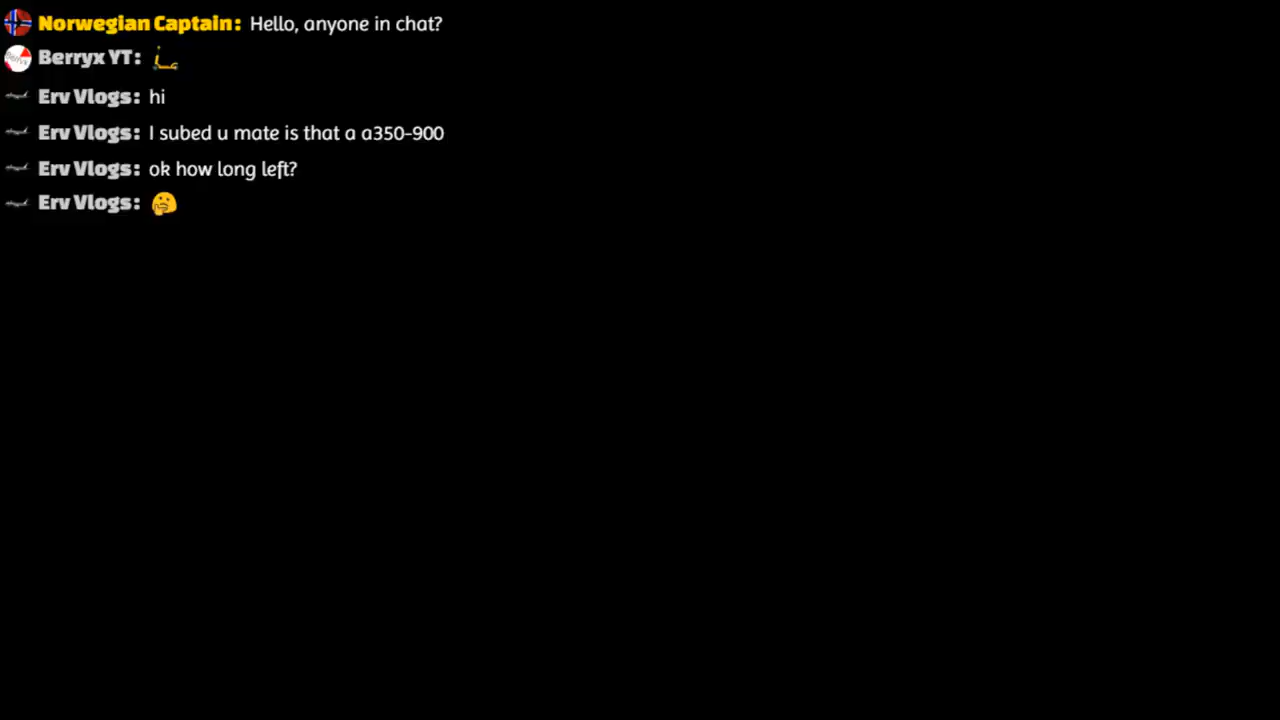 Norwegian Captain: Hello, anyone in chat?
Berryx YT: 🛴
Erv Vlogs: hi
Erv Vlogs: I subed u mate is that a a350-900
Erv Vlogs: ok how long left?
Erv Vlogs: 🤔